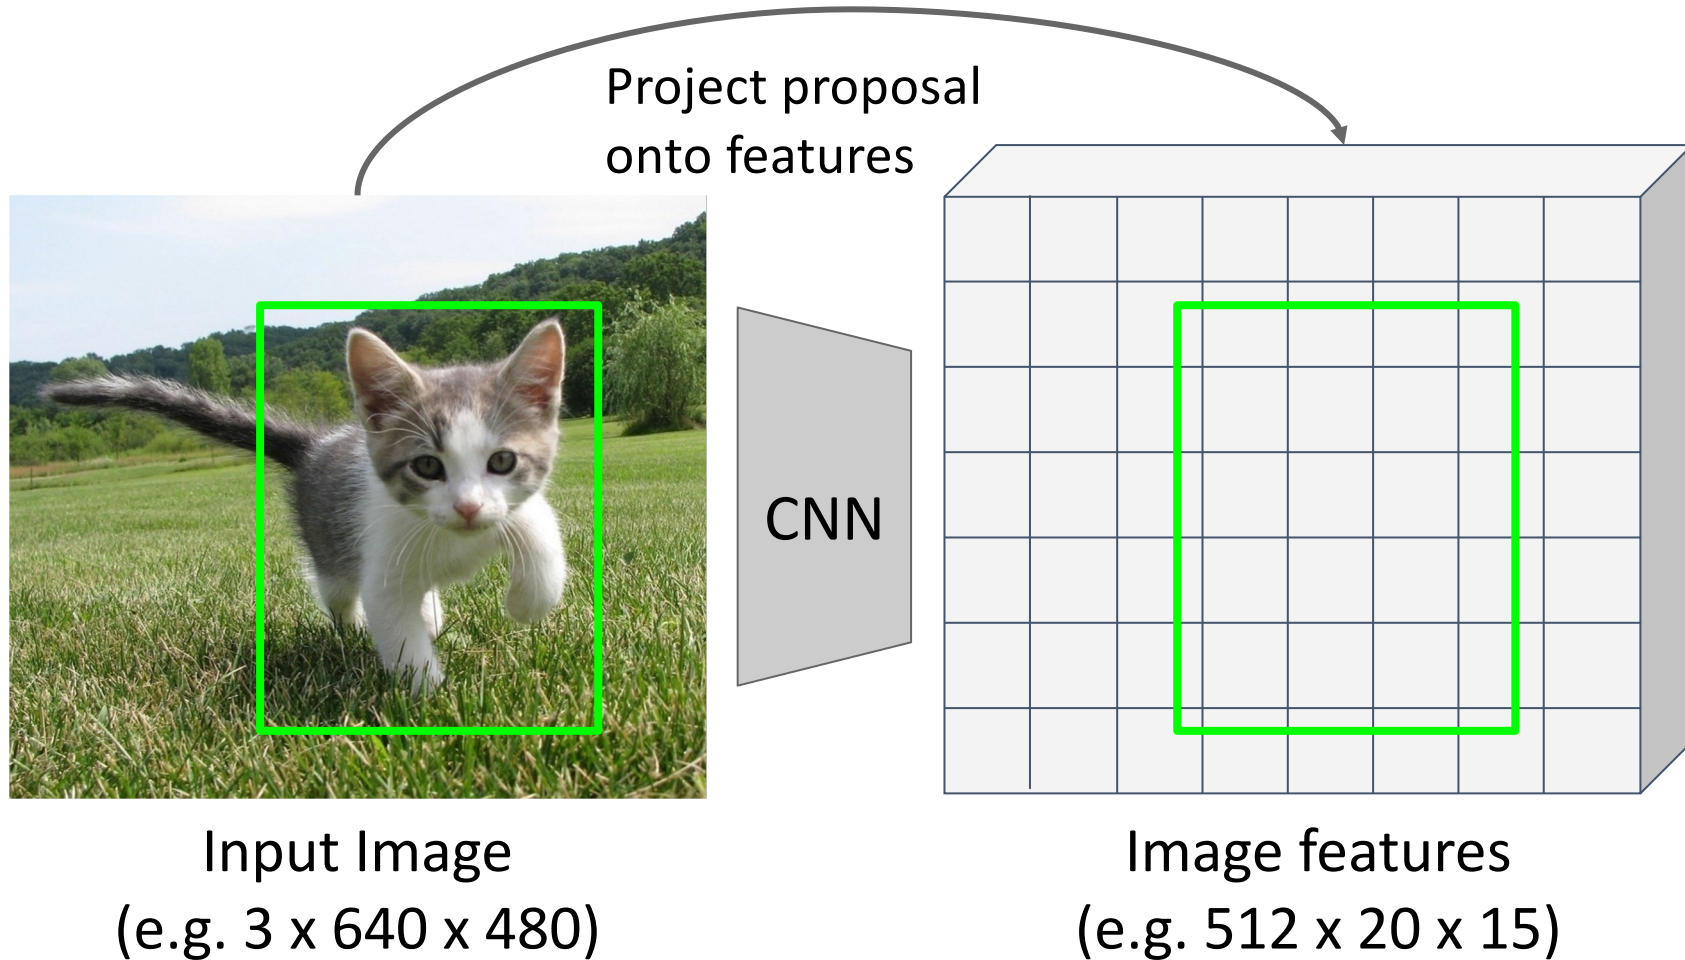 Project proposal
onto features
CNN
Input Image
(e.g. 3 x 640 x 480)
Image features
(e.g. 512 x 20 x 15)